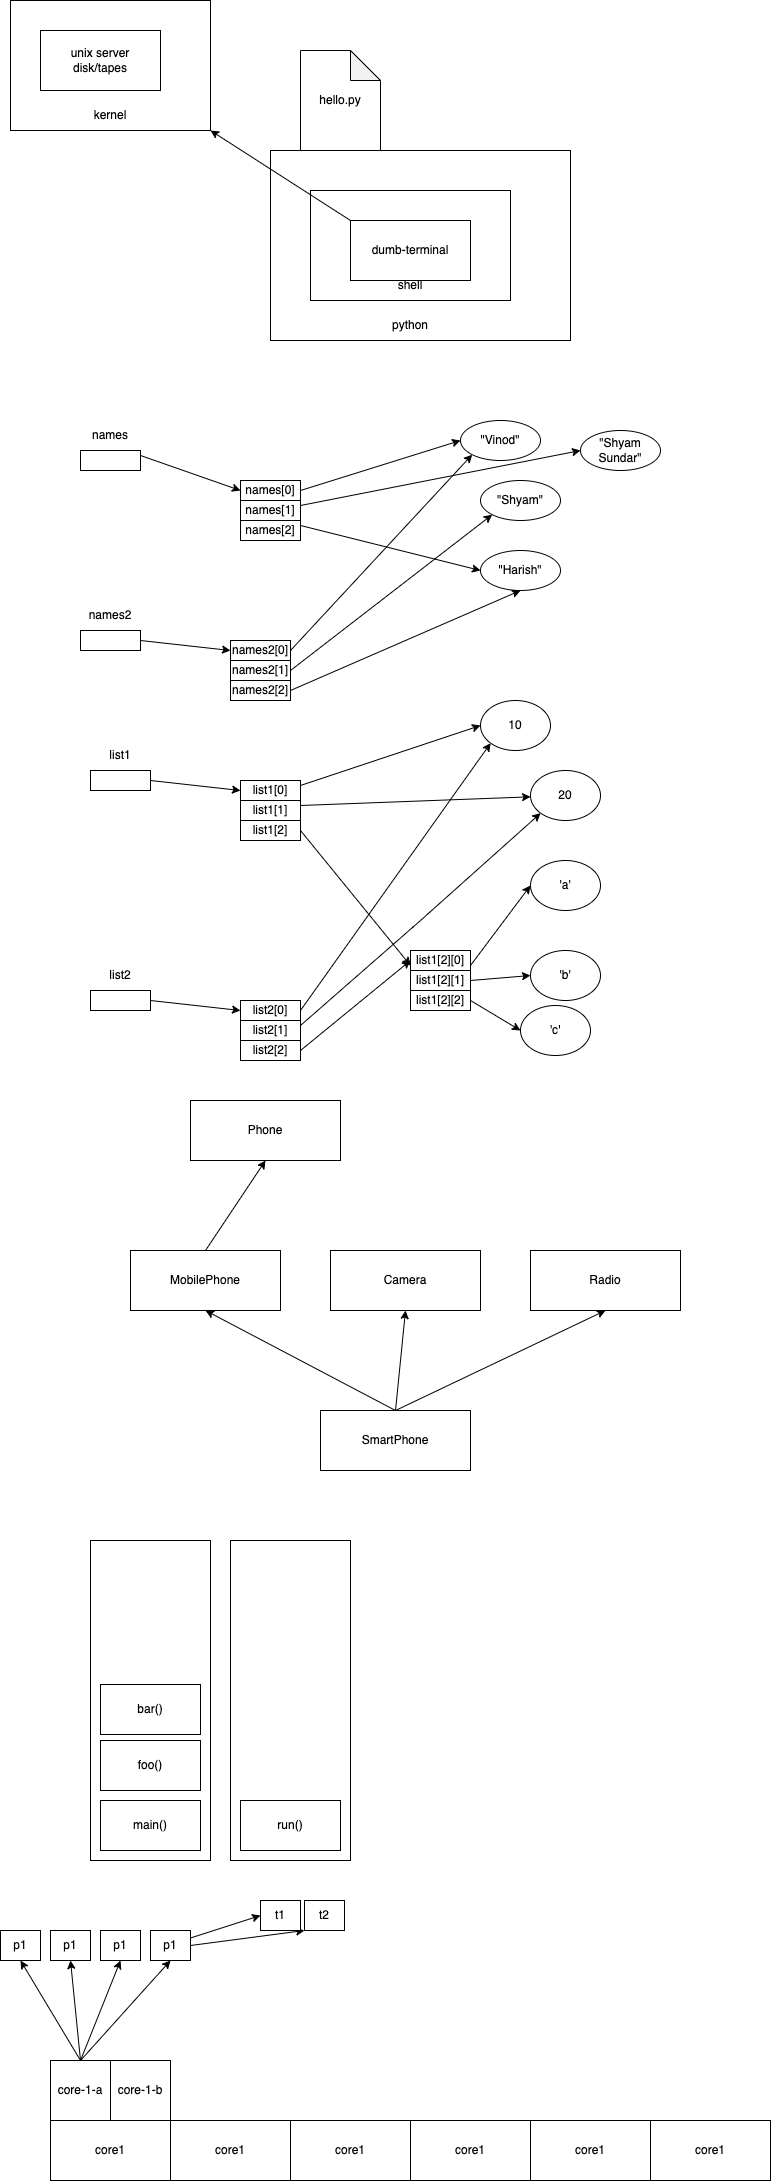 unix server
disk/tapes
kernel
hello.py
dumb-terminal
shell
python
names
"Vinod"
"Shyam
Sundar"
names[0]
names[1]
names[2]
"Shyam"
"Harish"
names2
names2[0]
names2[1]
names2[2]
10
list1
list1[0]
list1[1]
list1[2]
20
'a'
list2
list1[2][0]
list1[2][1]
list1[2][2]
'b'
'c'
list2[0]
list2[1]
list2[2]
Phone
MobilePhone
Camera
Radio
SmartPhone
bar()
foo()
main()
run()
t1
t2
p1
p1
p1
p1
core-1-a
core-1-b
core1
core1
core1
core1
core1
core1